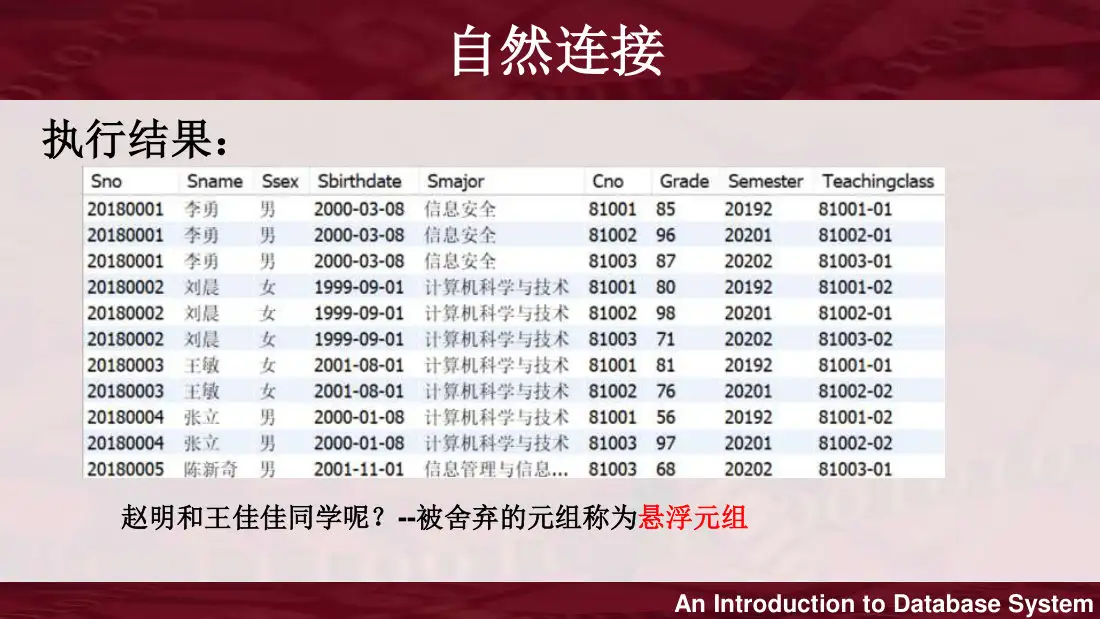 自然连接
执行结果：
Sno Sname Ssex Sbirthdate Smajor Cno Grade Semester Teachingclass
20180001 李勇 男 2000-03-08 信息安全 81001 85 20192 81001-01
20180001 李勇 男 2000-03-08 信息安全 81002 96 20201 81002-01
20180001 李勇 男 2000-03-08 信息安全 81003 87 20202 81003-01
20180002 刘晨 女 1999-09-01 计算机科学与技术 81001 80 20192 81001-02
20180002 刘晨 女 1999-09-01 计算机科学与技术 81002 98 20201 81002-01
20180002 刘晨 女 1999-09-01 计算机科学与技术 81003 71 20202 81003-02
20180003 王敏 女 2001-08-01 计算机科学与技术 81001 81 20192 81001-01
20180003 王敏 女 2001-08-01 计算机科学与技术 81002 76 20201 81002-02
20180004 张立 男 2000-01-08 计算机科学与技术 81001 56 20192 81001-02
20180004 张立 男 2000-01-08 计算机科学与技术 81003 97 20201 81002-02
20180005 陈新奇 男 2001-11-01 信息管理与信息... 81003 68 20202 81003-01
赵明和王佳佳同学呢？--被舍弃的元组称为悬浮元组
An Introduction to Database System